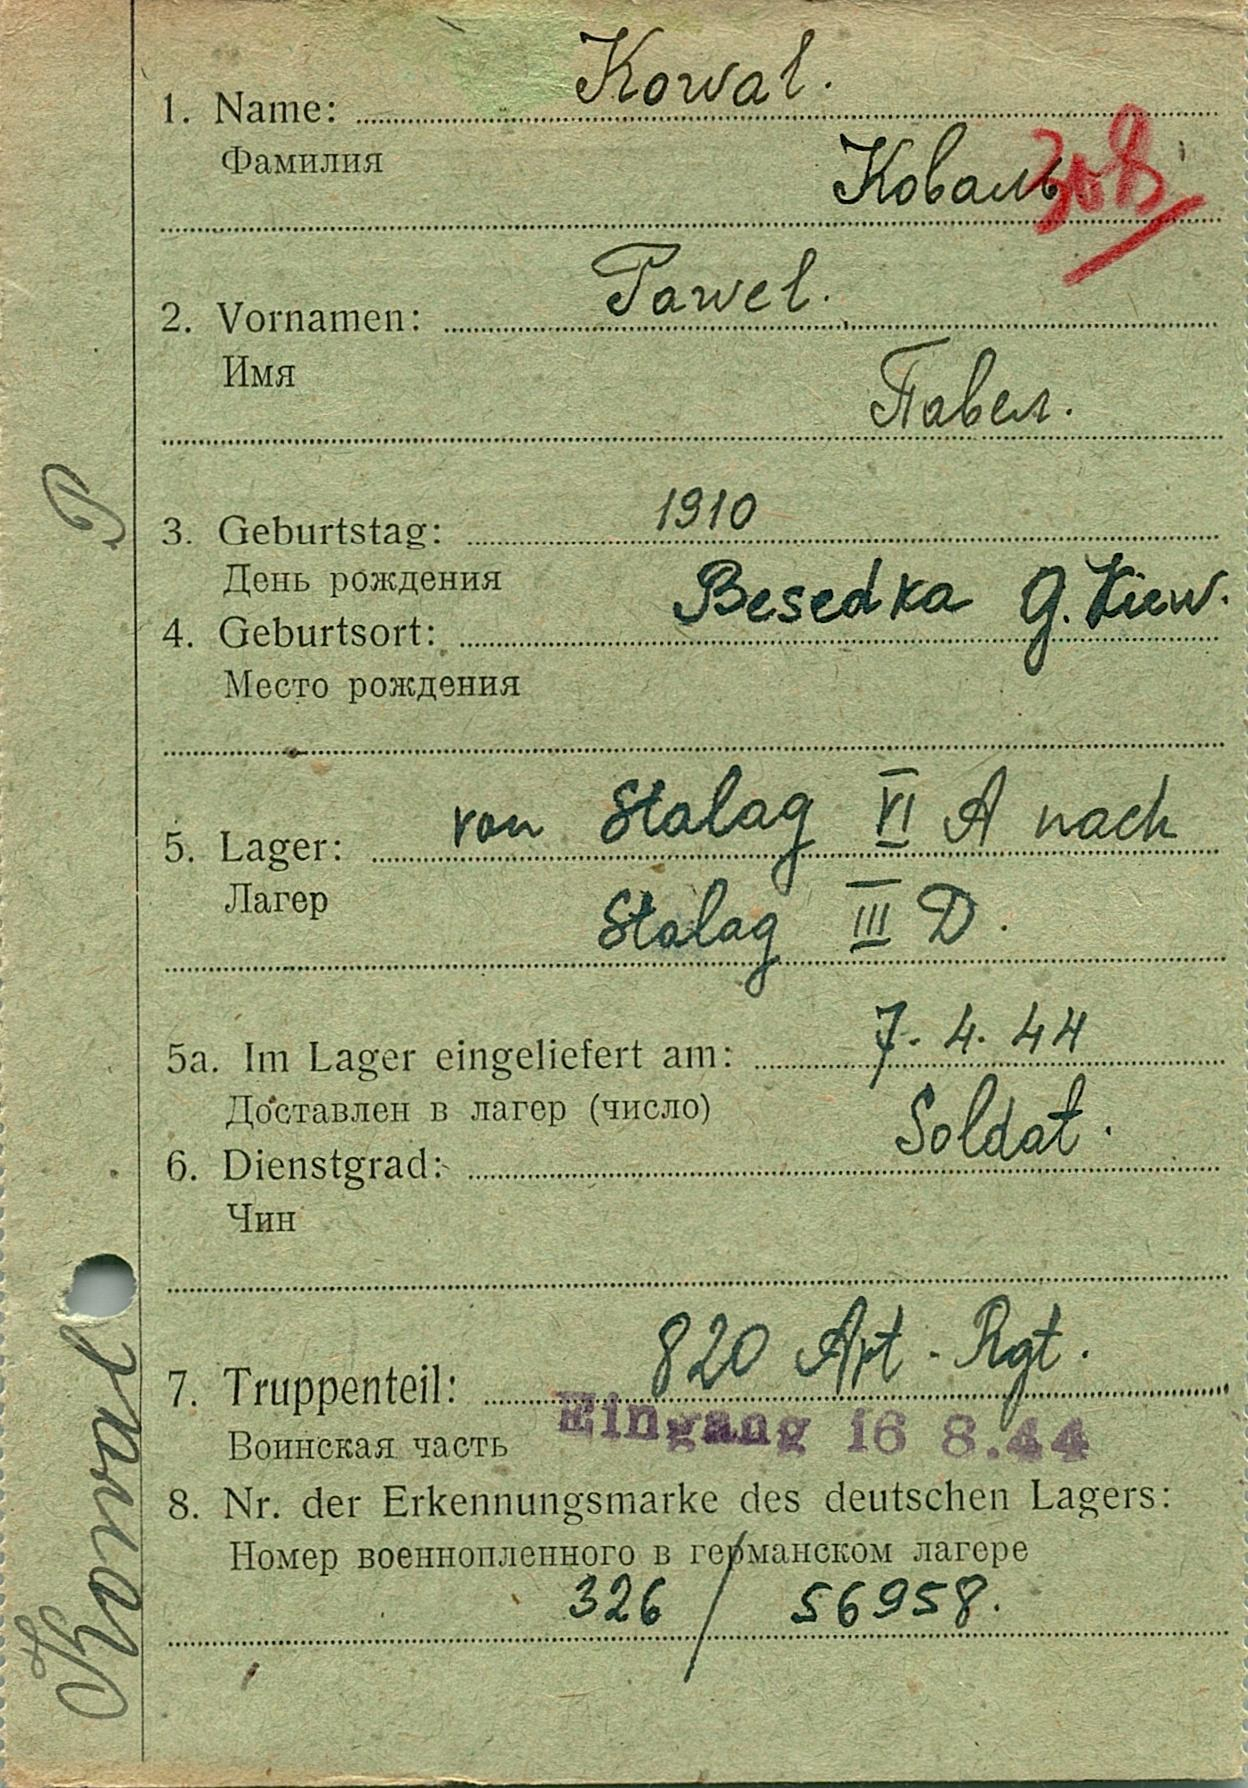 Kowal.
1. Name:
Фамилия
Коваль.
308
Pawel.
2. Vornamen:
Имя
Павел.
1910
3. Geburtstag:
День рождения
Besedka G. Kiew.
4. Geburtsort:
Место рождения
von Stalag VI A nach
5. Lager:
Лагер
Stalag III D.
7. 4. 44
5a. Im Lager eingeliefert am:
Доставлен в лагер (число)
Soldat.
6. Dienstgrad:
Чин
820 Art-Rgt.
7. Truppenteil:
Воинская часть
Eingang 16 8.44
8. Nr. der Erkennungsmarke des deutschen Lagers:
Номер военнопленного в германском лагере
326 / 56958.
Kowal
P